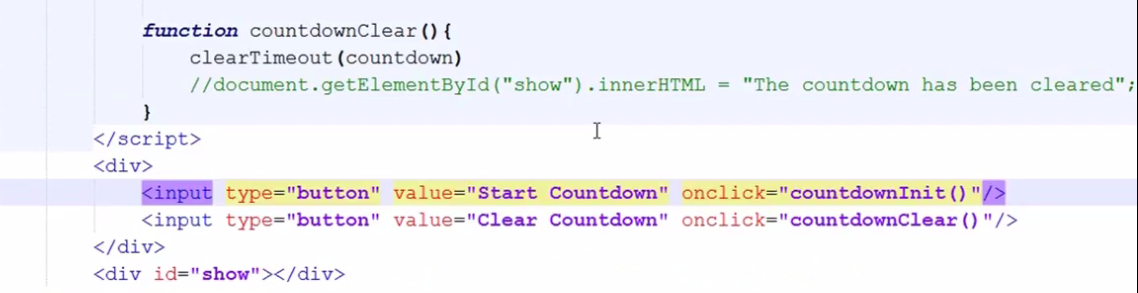 function countdownClear(){
clearTimeout(countdown)
//document.getElementById("show").innerHTML = "The countdown has been cleared";
}
</script>
<div>
<input type="button" value="Start Countdown" onclick="countdownInit()"/>
<input type="button" value="Clear Countdown" onclick="countdownClear()"/>
</div>
<div id="show"></div>